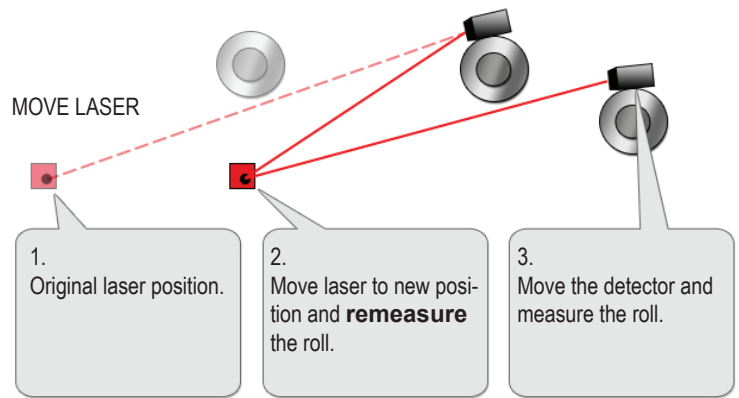 MOVE LASER
1.
Original laser position.
2.
Move laser to new posi-
tion and remeasure
the roll.
3.
Move the detector and
measure the roll.